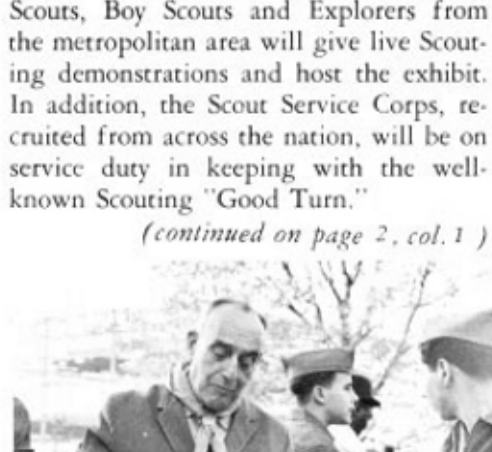 Scouts, Boy Scouts and Explorers from
the metropolitan area will give live Scout-
ing demonstrations and host the exhibit.
In addition, the Scout Service Corps, re-
cruited from across the nation, will be on
service duty in keeping with the well-
known Scouting "Good Turn."
(continued on page 2, col. 1 )